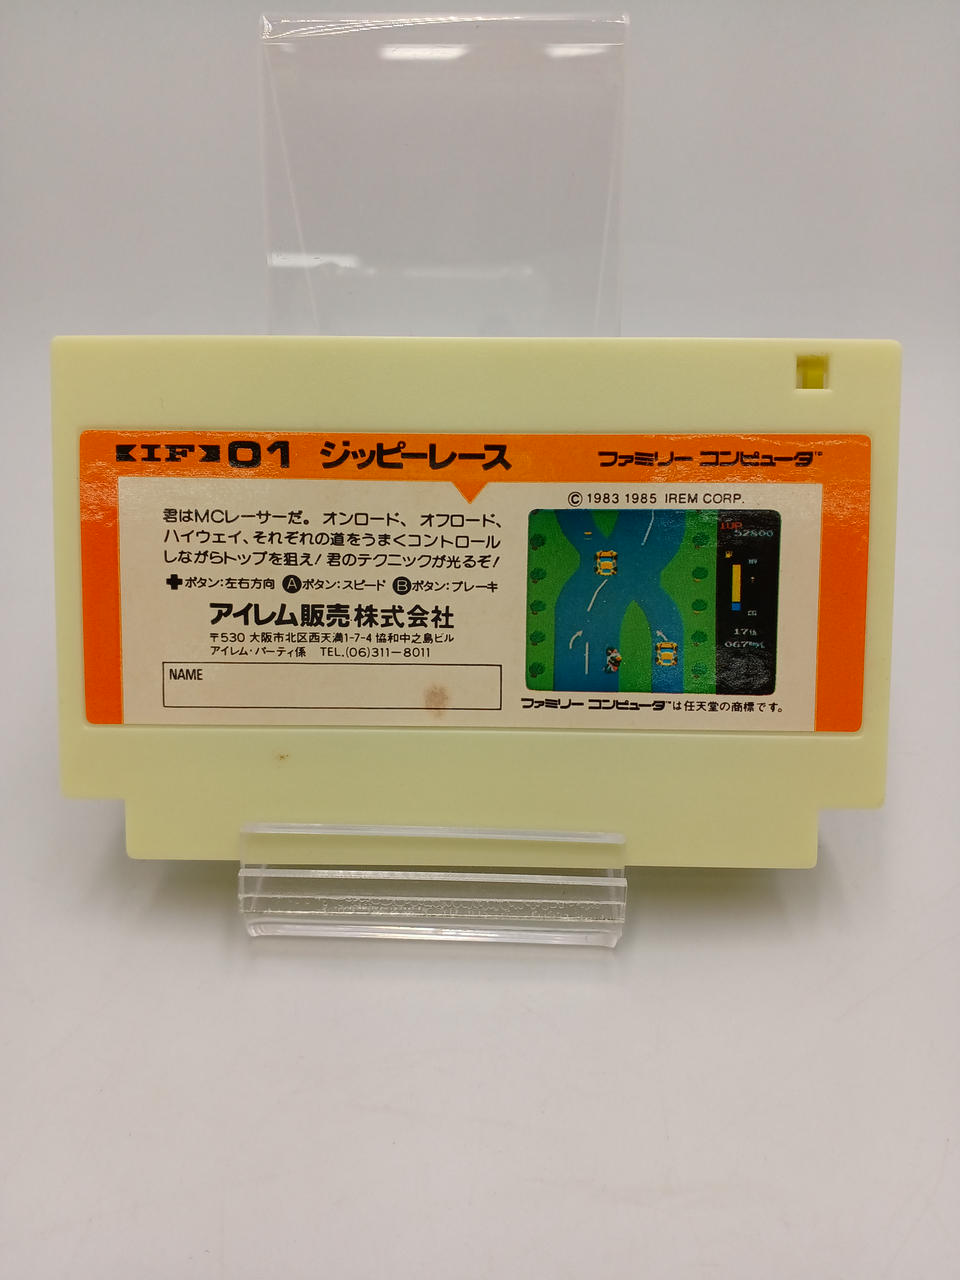 IF 01 ジッピーレース ファミリー コンピュータ™
君はMCレーサーだ。オンロード、オフロード、
ハイウェイ、それぞれの道をうまくコントロール
しながらトップを狙え!君のテクニックが光るぞ!
✚ボタン:左右方向 Ⓐボタン:スピード Ⓑボタン:ブレーキ
アイレム販売株式会社
〒530 大阪市北区西天満1-7-4 協和中之島ビル
アイレム・パーティ係 TEL.(06)311-8011
NAME
© 1983 1985 IREM CORP.
1UP
52800
17th
067
ファミリー コンピュータ™は任天堂の商標です。